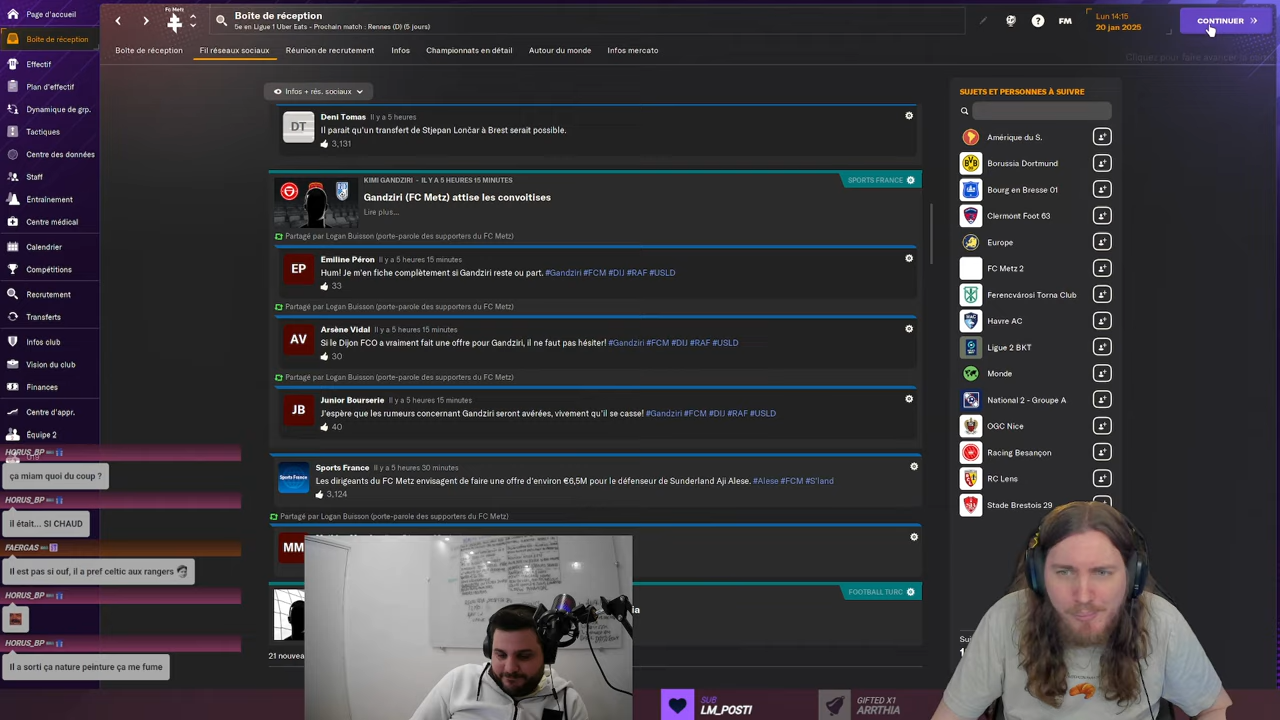 Page d'accueil
Boîte de réception
Effectif
Plan d'effectif
Dynamique de grp.
Tactiques
Centre des données
Staff
Entraînement
Centre médical
Calendrier
Compétitions
Recrutement
Transferts
Infos club
Vision du club
Finances
Centre d'appr.
Équipe 2
U19
Fc Metz
Boîte de réception
5e en Ligue 1 Uber Eats - Prochain match : Rennes (D) (5 jours)
FM
Lun 14:15
20 jan 2025
CONTINUER
Boîte de réception
Fil réseaux sociaux
Réunion de recrutement
Infos
Championnats en détail
Autour du monde
Infos mercato
Infos + rés. sociaux
DT
Deni Tomas Il y a 5 heures
Il parait qu'un transfert de Stjepan Lončar à Brest serait possible.
3,131
KIMI GANDZIRI - IL Y A 5 HEURES 15 MINUTES
SPORTS FRANCE
Gandziri (FC Metz) attise les convoitises
Lire plus...
Partagé par Logan Buisson (porte-parole des supporters du FC Metz)
EP
Emiline Péron Il y a 5 heures 15 minutes
Hum! Je m'en fiche complètement si Gandziri reste ou part. #Gandziri #FCM #DIJ #RAF #USLD
33
Partagé par Logan Buisson (porte-parole des supporters du FC Metz)
AV
Arsène Vidal Il y a 5 heures 15 minutes
Si le Dijon FCO a vraiment fait une offre pour Gandziri, il ne faut pas hésiter! #Gandziri #FCM #DIJ #RAF #USLD
30
Partagé par Logan Buisson (porte-parole des supporters du FC Metz)
JB
Junior Bourserie Il y a 5 heures 15 minutes
J'espère que les rumeurs concernant Gandziri seront avérées, vivement qu'il se casse! #Gandziri #FCM #DIJ #RAF #USLD
40
Sports France
Sports France Il y a 5 heures 30 minutes
Les dirigeants du FC Metz envisagent de faire une offre d'environ €6,5M pour le défenseur de Sunderland Aji Alese. #Alese #FCM #S'land
3,124
Partagé par Logan Buisson (porte-parole des supporters du FC Metz)
MM
FOOTBALL TURC
21 nouve
SUJETS ET PERSONNES À SUIVRE
Amérique du S.
Borussia Dortmund
Bourg en Bresse 01
Clermont Foot 63
Europe
FC Metz 2
Ferencvárosi Torna Club
Havre AC
Ligue 2 BKT
Monde
National 2 - Groupe A
OGC Nice
Racing Besançon
RC Lens
Stade Brestois 29
HORUS_BP
ça miam quoi du coup ?
HORUS_BP
il était... SI CHAUD
FAERGAS
Il est pas si ouf, il a pref celtic aux rangers
HORUS_BP
HORUS_BP
Il a sorti ça nature peinture ça me fume
SUB
LM_POSTI
GIFTED X1
ARRTHIA